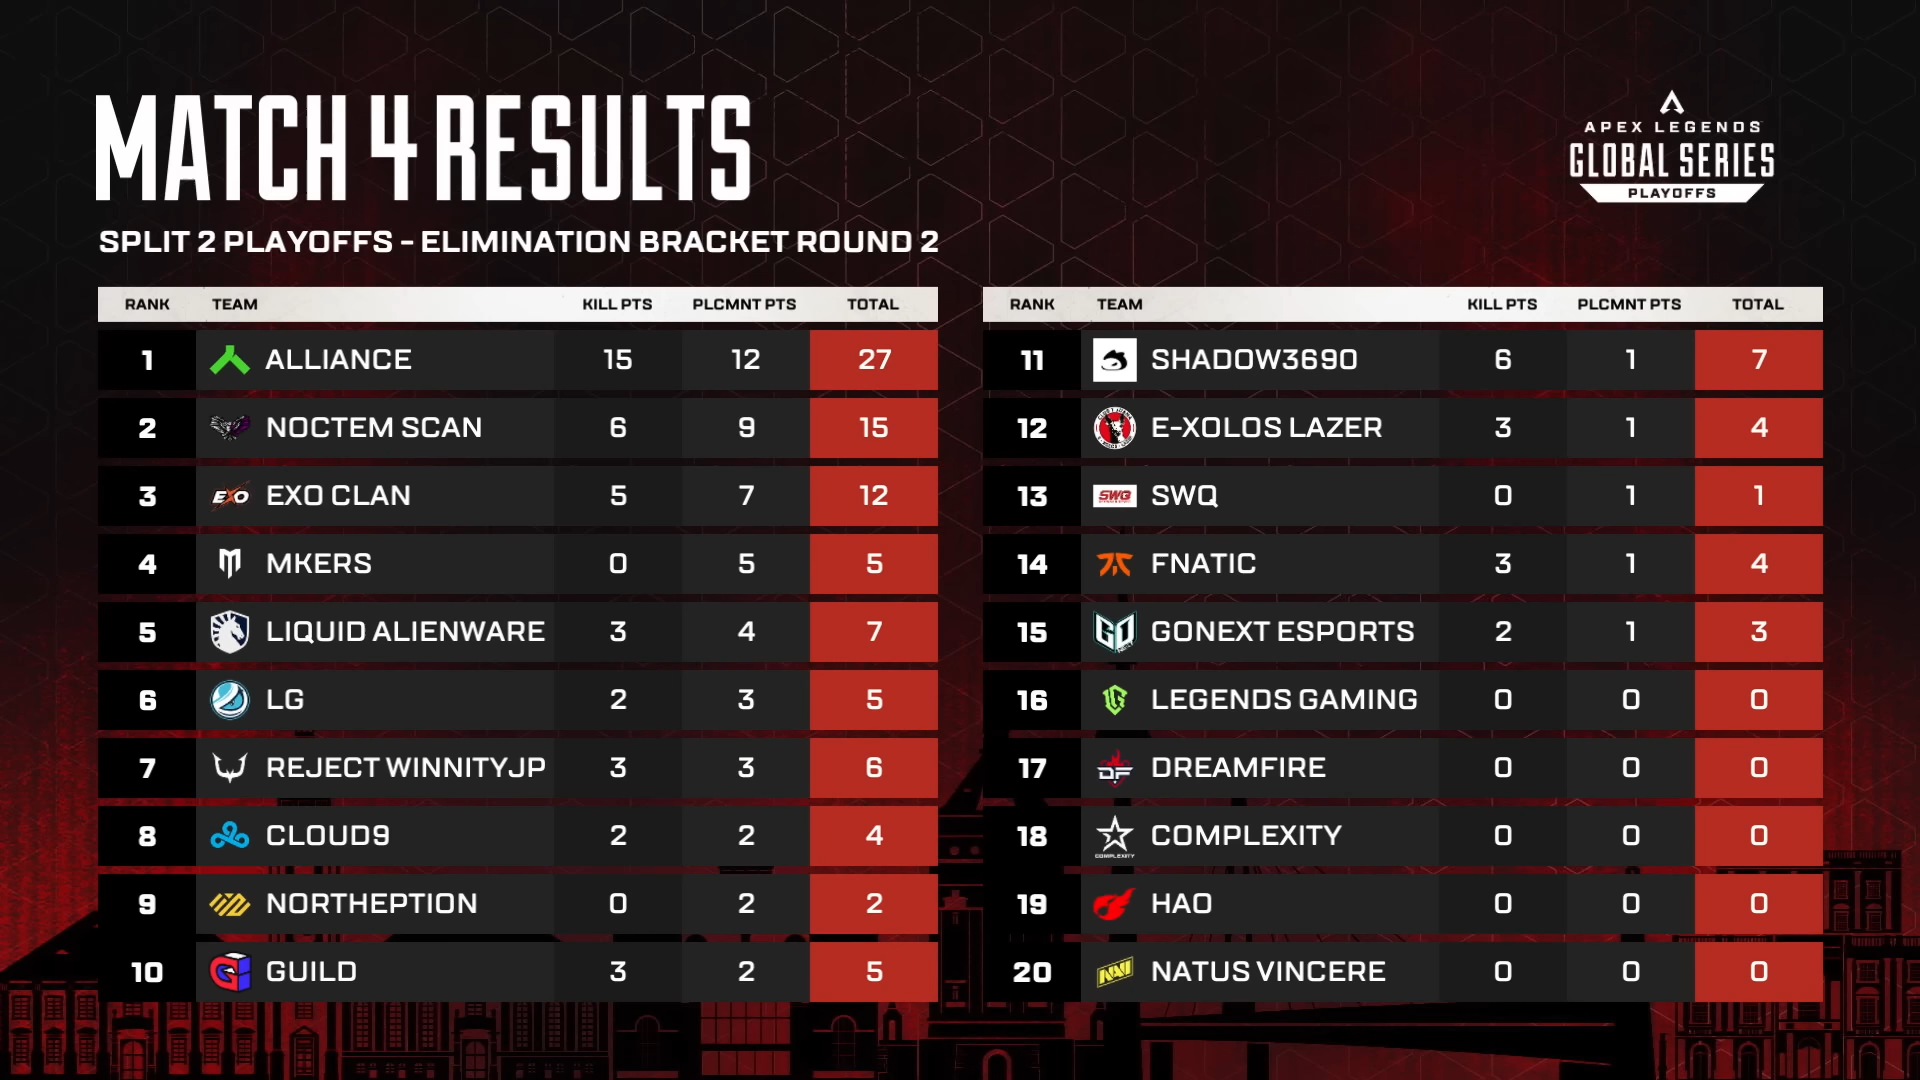 MATCH 4 RESULTS
SPLIT 2 PLAYOFFS - ELIMINATION BRACKET ROUND 2
APEX LEGENDS
GLOBAL SERIES
PLAYOFFS
RANK TEAM KILL PTS PLCMNT PTS TOTAL
1 ALLIANCE 15 12 27
2 NOCTEM SCAN 6 9 15
3 EXO EXO CLAN 5 7 12
4 MKERS 0 5 5
5 LIQUID ALIENWARE 3 4 7
6 LG 2 3 5
7 REJECT WINNITYJP 3 3 6
8 CLOUD9 2 2 4
9 NORTHEPTION 0 2 2
10 GUILD 3 2 5
RANK TEAM KILL PTS PLCMNT PTS TOTAL
11 SHADOW3690 6 1 7
12 E-XOLOS LAZER 3 1 4
13 SWQ SWQ 0 1 1
14 FNATIC 3 1 4
15 GO GONEXT ESPORTS 2 1 3
16 LG LEGENDS GAMING 0 0 0
17 DF DREAMFIRE 0 0 0
18 COMPLEXITY COMPLEXITY 0 0 0
19 HAO 0 0 0
20 NAVI NATUS VINCERE 0 0 0